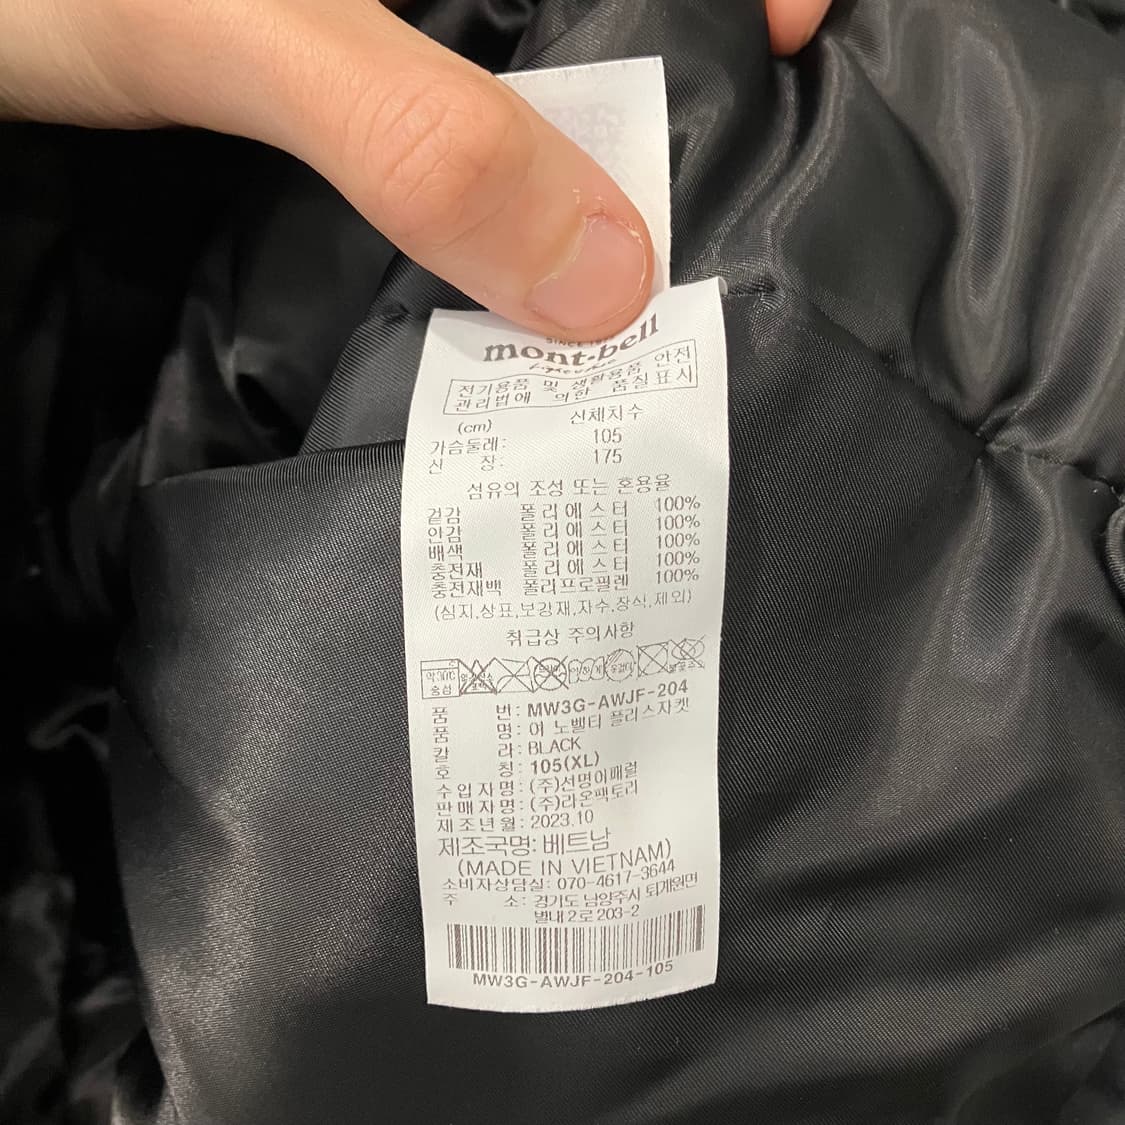 SINCE
mont·bell
전기용품 및 생활용품 안전
관리법에 의한 품질표시
(cm) 신체치수
가슴둘레: 105
신 장: 175
섬유의 조성 또는 혼용율
겉감 폴리에스터 100%
안감 폴리에스터 100%
배색 폴리에스터 100%
충전재 폴리에스터 100%
충전재백 폴리프로필렌 100%
(심지,상표,보강재,자수,장식,제외)
취급상 주의사항
약30℃
중성
품 번: MW3G-AWJF-204
품 명: 어 노벨티 플리스자켓
칼 라: BLACK
호 칭: 105(XL)
수입자명: (주)선명어패럴
판매자명: (주)라온팩토리
제조년월: 2023.10
제조국명: 베트남
(MADE IN VIETNAM)
소비자상담실: 070-4617-3644
주 소: 경기도 남양주시 퇴계원면
별내2로 203-2
MW3G-AWJF-204-105